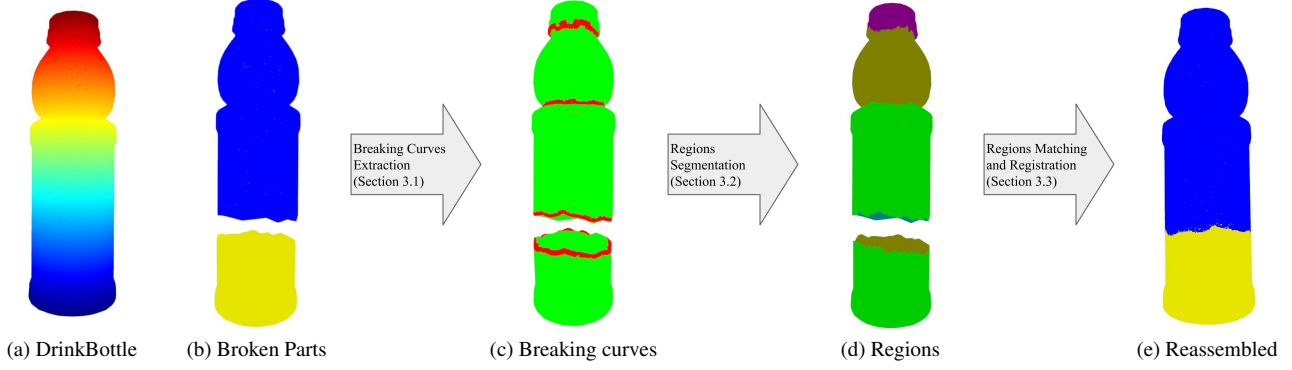 Breaking Curves
Extraction
(Section 3.1)
Regions
Segmentation
(Section 3.2)
Regions Matching
and Registration
(Section 3.3)
(a) DrinkBottle
(b) Broken Parts
(c) Breaking curves
(d) Regions
(e) Reassembled